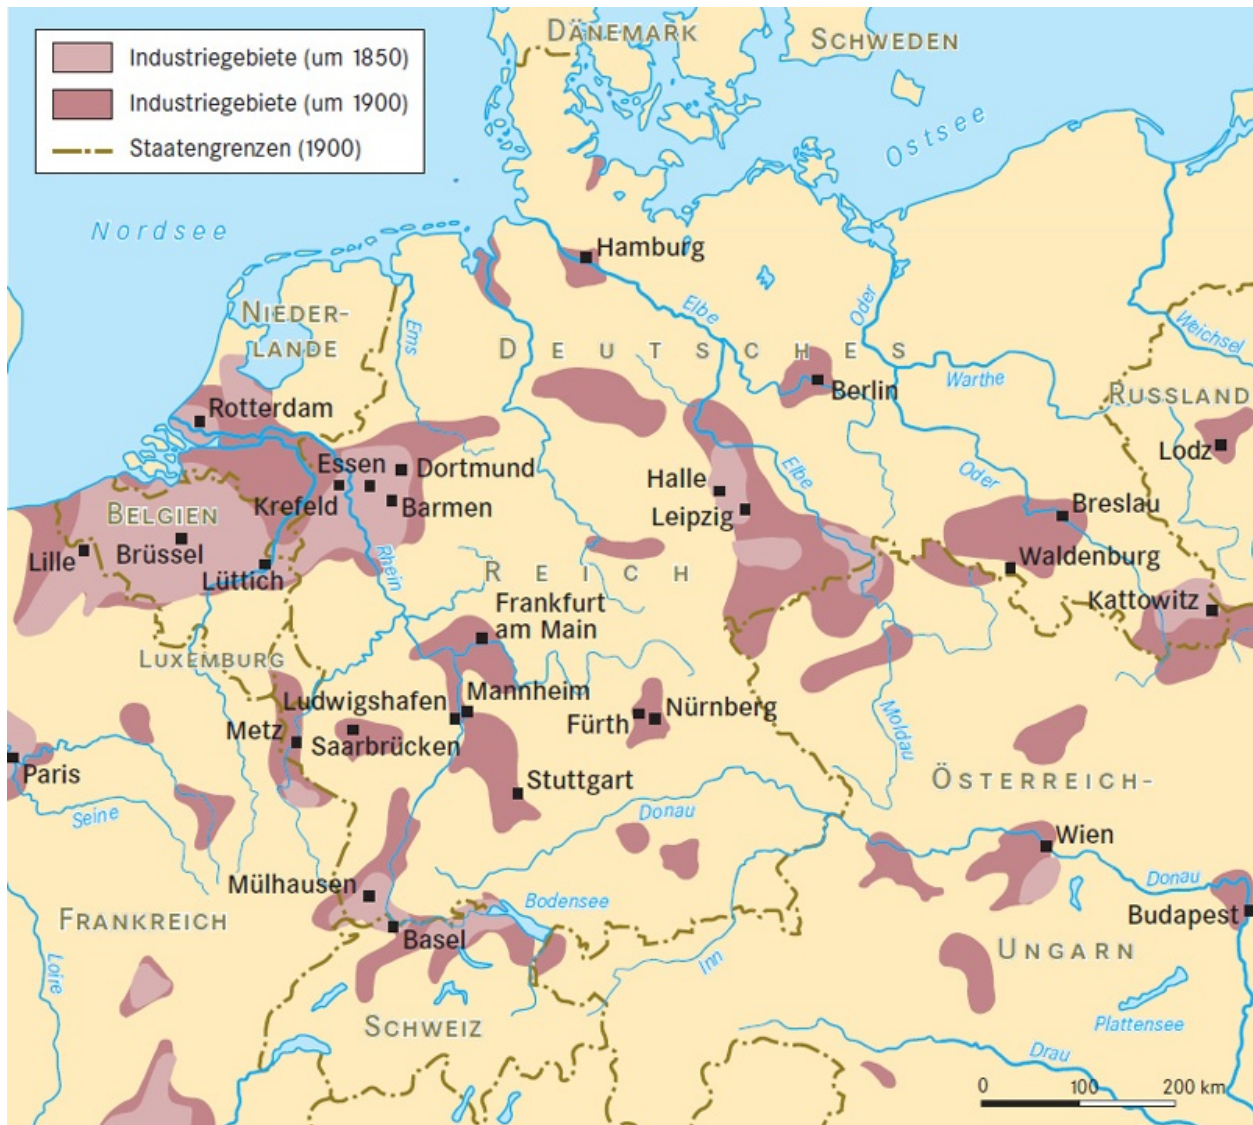 Industriegebiete (um 1850)
Industriegebiete (um 1900)
Staatengrenzen (1900)
DÄNEMARK
SCHWEDEN
Ostsee
Nordsee
Hamburg
NIEDER-
LANDE
Ems
Elbe
Oder
Weichsel
DEUTSCHES
Berlin
Warthe
RUSSLAND
Rotterdam
Lodz
Essen
Dortmund
Krefeld
Barmen
Halle
Leipzig
Elbe
Oder
Breslau
BELGIEN
Lille
Brüssel
Lüttich
Rhein
REICH
Waldenburg
Kattowitz
Frankfurt
am Main
LUXEMBURG
Ludwigshafen
Mannheim
Metz
Saarbrücken
Fürth
Nürnberg
Moldau
Paris
Seine
Stuttgart
Donau
ÖSTERREICH-
Wien
Mülhausen
Bodensee
Donau
Budapest
FRANKREICH
Basel
Inn
UNGARN
Loire
SCHWEIZ
Plattensee
Drau
0 100 200 km